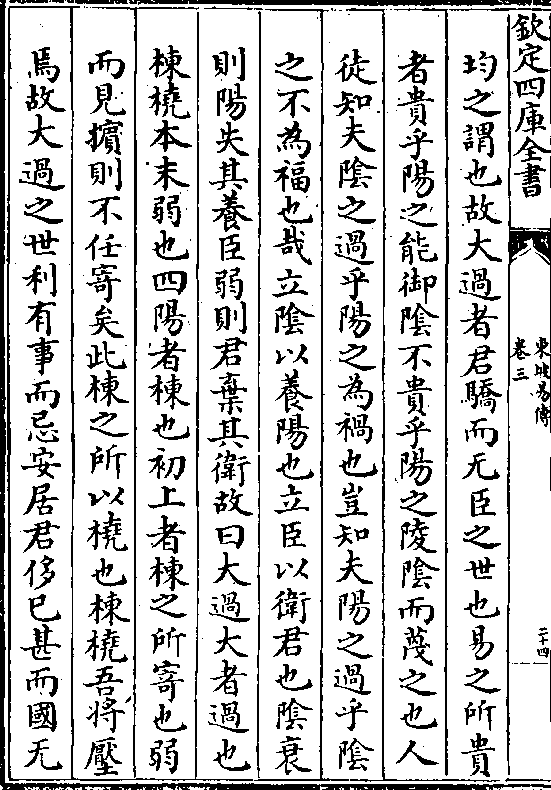 欽定四庫全書
東坡易傳
卷三
二十四
均之謂也故大過者君驕而无臣之世也易之所貴
者貴乎陽之能御陰不貴乎陽之陵陰而蔑之也人
徒知夫陰之過乎陽之為禍也豈知夫陽之過乎陰
之不為福也哉立陰以養陽也立臣以衛君也陰衰
則陽失其養臣弱則君棄其衛故曰大過大者過也
棟橈本末弱也四陽者棟也初上者棟之所寄也弱
而見擯則不任寄矣此棟之所以橈也棟橈吾將壓
焉故大過之世利有事而忌安居君侈已甚而國无